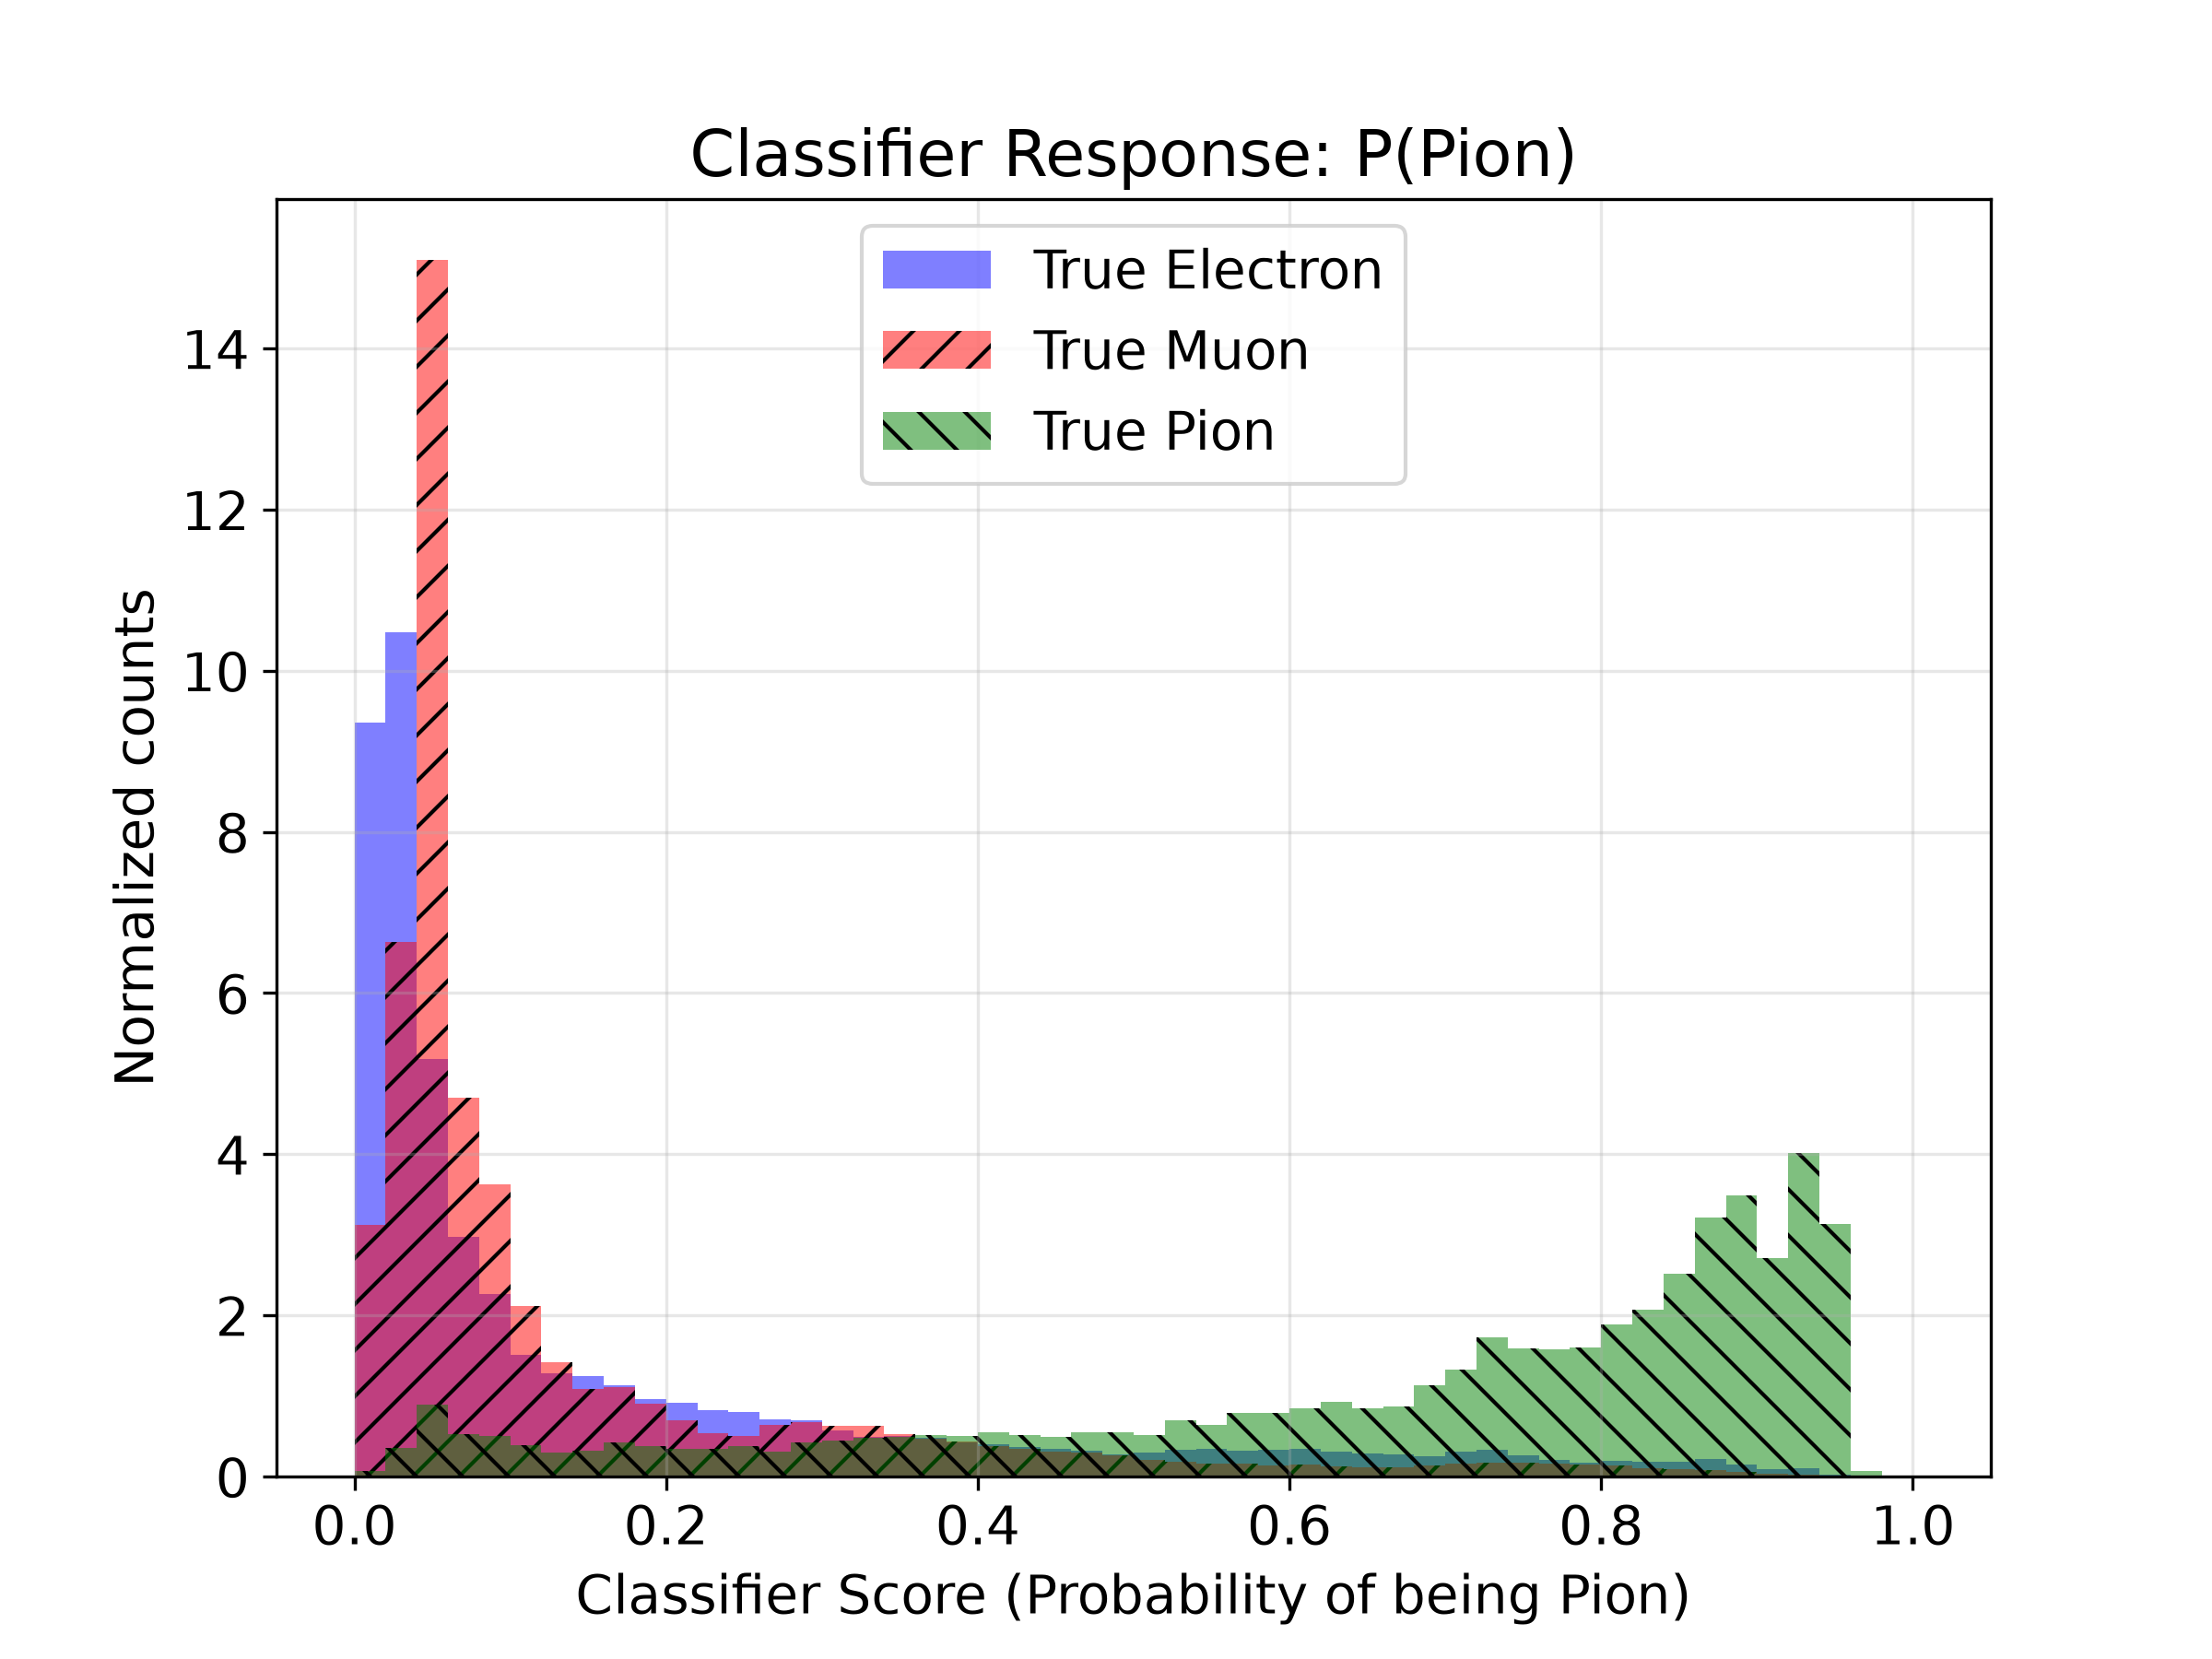 Classifier Response: P(Pion)
True Electron
True Muon
True Pion
Normalized counts
14
12
10
8
6
4
2
0
0.0 0.2 0.4 0.6 0.8 1.0
Classifier Score (Probability of being Pion)